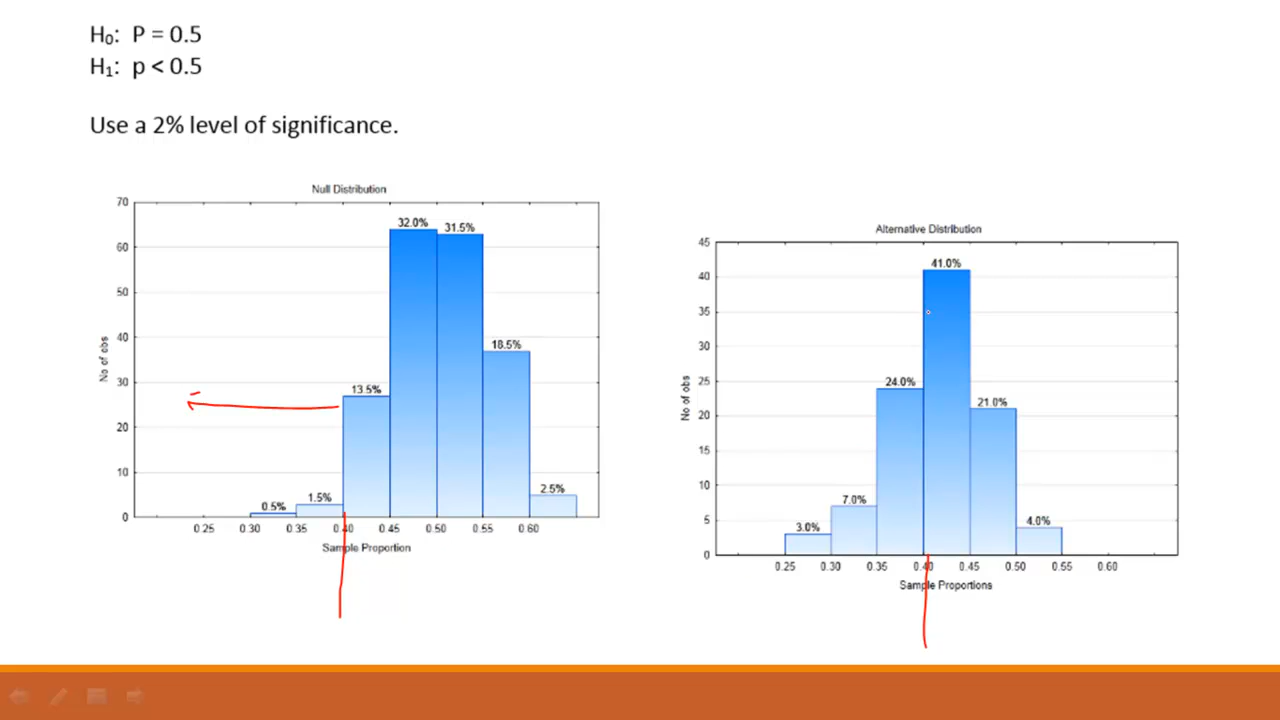 H₀: P = 0.5
H₁: p < 0.5
Use a 2% level of significance.
Null Distribution
70
60
50
40
30
20
10
0
No of obs
0.5%
1.5%
13.5%
32.0%
31.5%
18.5%
2.5%
0.25 0.30 0.35 0.40 0.45 0.50 0.55 0.60
Sample Proportion
Alternative Distribution
45
40
35
30
25
20
15
10
5
0
No of obs
3.0%
7.0%
24.0%
41.0%
21.0%
4.0%
0.25 0.30 0.35 0.40 0.45 0.50 0.55 0.60
Sample Proportions